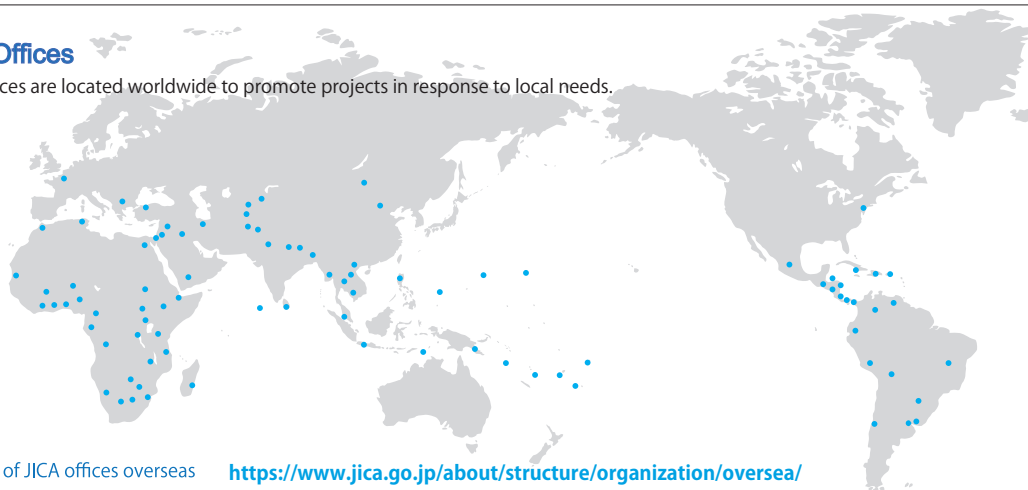 Offices
ces are located worldwide to promote projects in response to local needs.
of JICA offices overseas https://www.jica.go.jp/about/structure/organization/oversea/